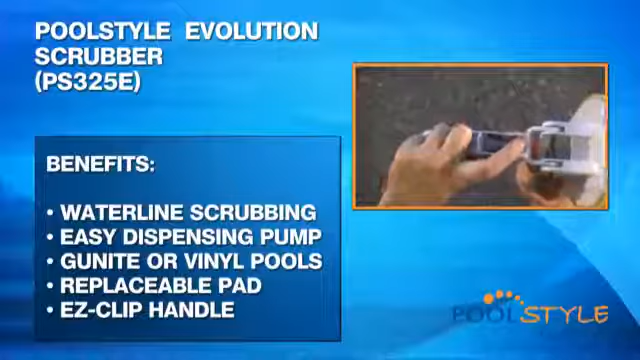 POOLSTYLE EVOLUTION
SCRUBBER
(PS325E)
BENEFITS:
• WATERLINE SCRUBBING
• EASY DISPENSING PUMP
• GUNITE OR VINYL POOLS
• REPLACEABLE PAD
• EZ-CLIP HANDLE
POOLSTYLE